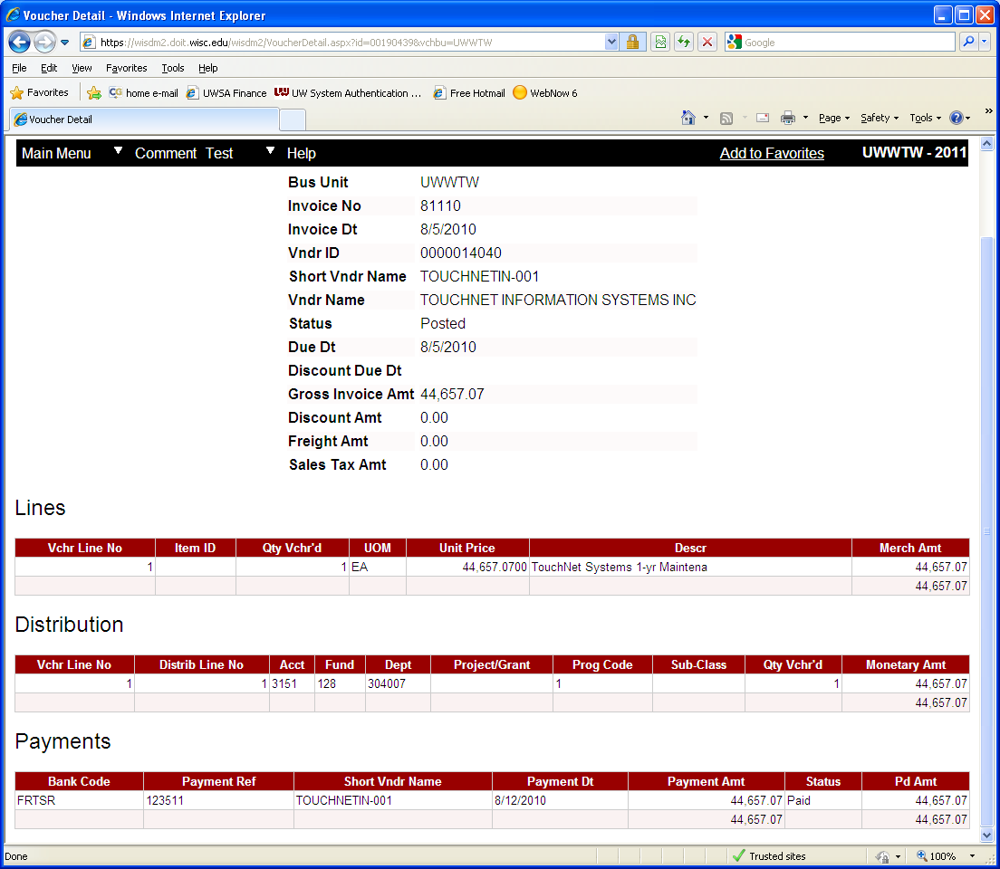 Voucher Detail - Windows Internet Explorer
https://wisdm2.doit.wisc.edu/wisdm2/VoucherDetail.aspx?id=00190439&vchbu=UWWTW
Google
File Edit View Favorites Tools Help
Favorites home e-mail UWSA Finance UW System Authentication ... Free Hotmail WebNow 6
Voucher Detail
Page Safety Tools »
Main Menu Comment Test Help Add to Favorites UWWTW - 2011
Bus Unit UWWTW
Invoice No 81110
Invoice Dt 8/5/2010
Vndr ID 0000014040
Short Vndr Name TOUCHNETIN-001
Vndr Name TOUCHNET INFORMATION SYSTEMS INC
Status Posted
Due Dt 8/5/2010
Discount Due Dt
Gross Invoice Amt 44,657.07
Discount Amt 0.00
Freight Amt 0.00
Sales Tax Amt 0.00
Lines
Vchr Line No Item ID Qty Vchr'd UOM Unit Price Descr Merch Amt
1 1 EA 44,657.0700 TouchNet Systems 1-yr Maintena 44,657.07
44,657.07
Distribution
Vchr Line No Distrib Line No Acct Fund Dept Project/Grant Prog Code Sub-Class Qty Vchr'd Monetary Amt
1 1 3151 128 304007 1 1 44,657.07
44,657.07
Payments
Bank Code Payment Ref Short Vndr Name Payment Dt Payment Amt Status Pd Amt
FRTSR 123511 TOUCHNETIN-001 8/12/2010 44,657.07 Paid 44,657.07
44,657.07 44,657.07
Done Trusted sites 100%